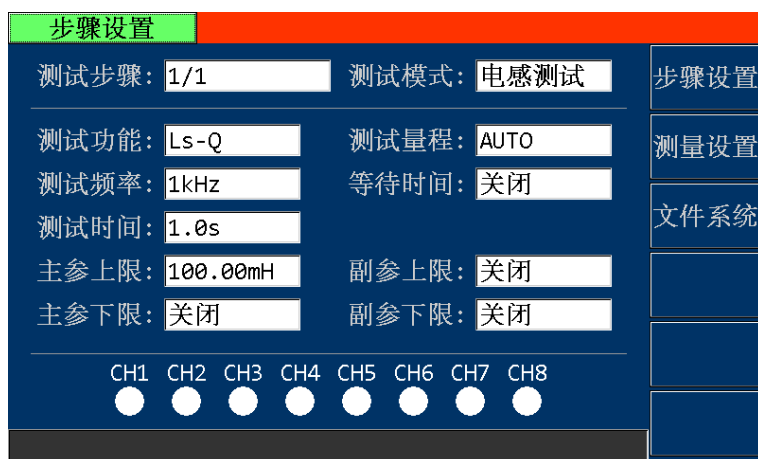 步骤设置
测试步骤: 1/1 测试模式: 电感测试
测试功能: Ls-Q 测试量程: AUTO
测试频率: 1kHz 等待时间: 关闭
测试时间: 1.0s
主参上限: 100.00mH 副参上限: 关闭
主参下限: 关闭 副参下限: 关闭
CH1 CH2 CH3 CH4 CH5 CH6 CH7 CH8
步骤设置
测量设置
文件系统